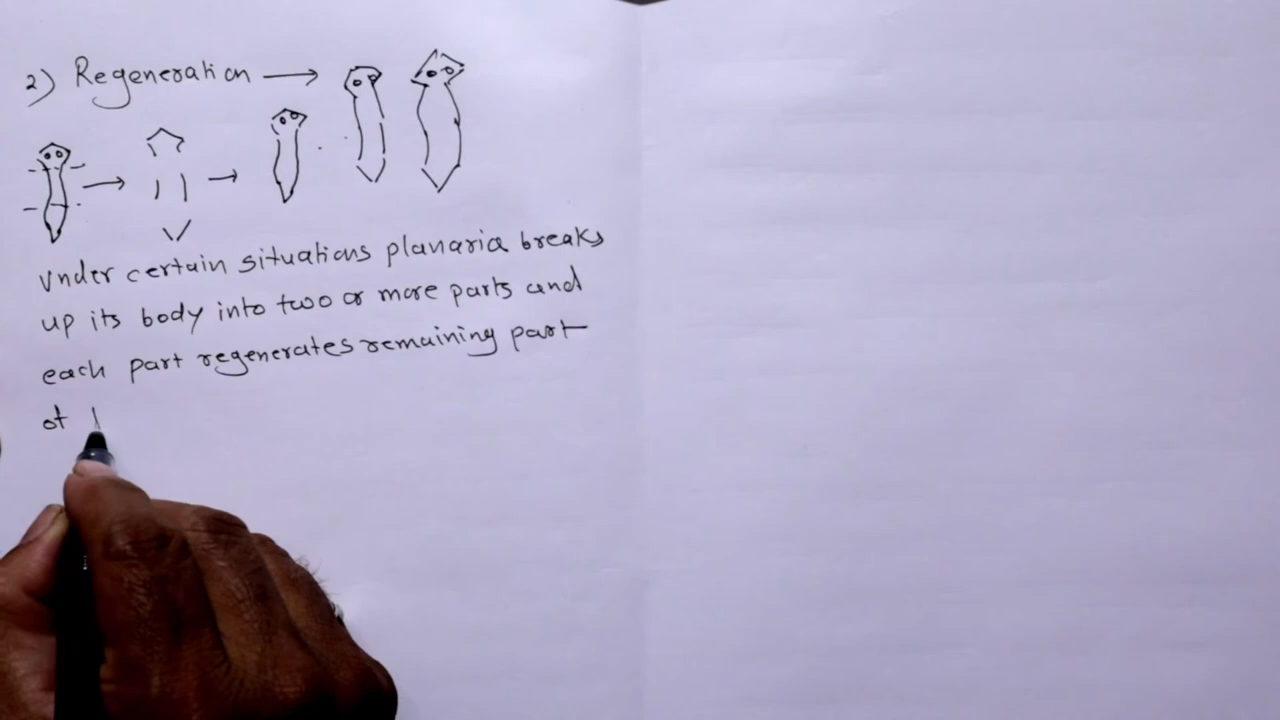 2) Regeneration →
Under certain situations planaria breaks
up its body into two or more parts and
each part regenerates remaining part
of